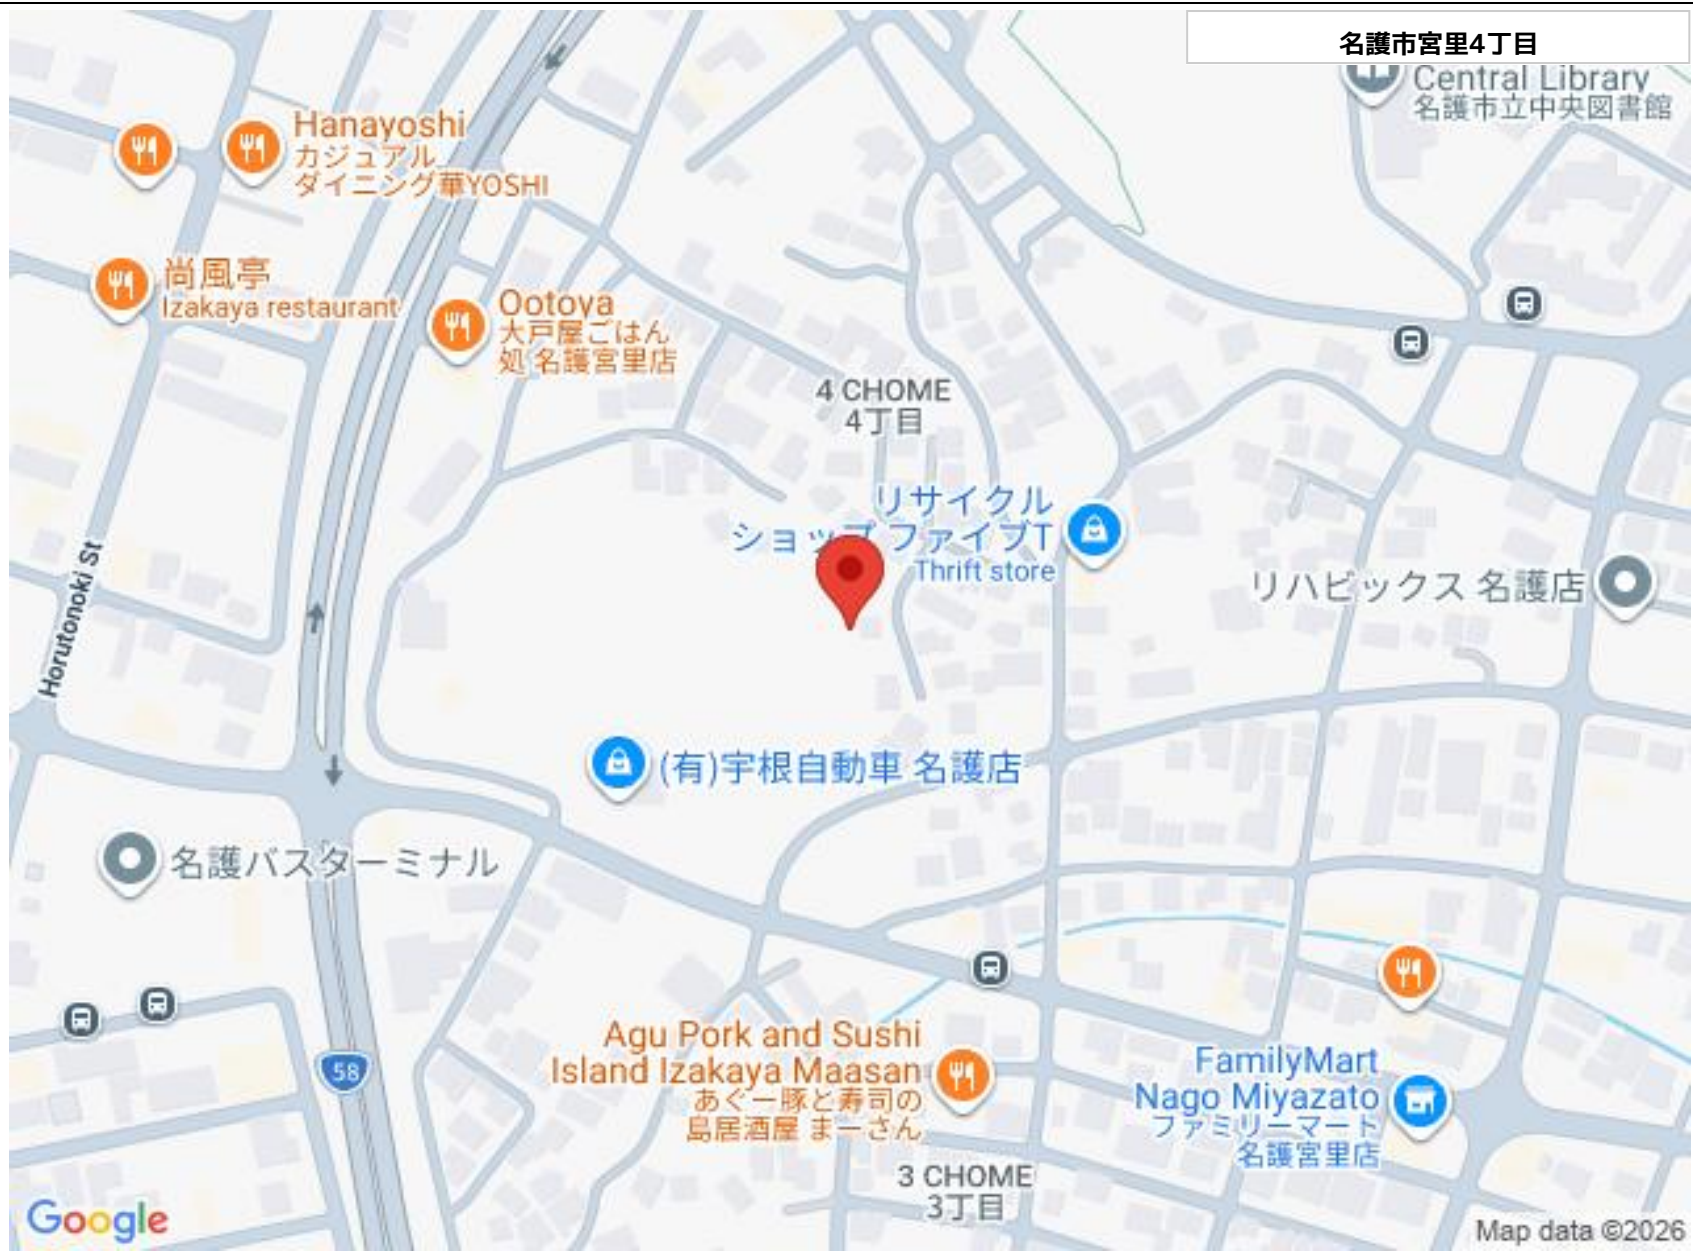 名護市宮里4丁目
Central Library
名護市立中央図書館
Hanayoshi
カジュアル
ダイニング華YOSHI
尚風亭
Izakaya restaurant
Ootoya
大戸屋ごはん
処 名護宮里店
4 CHOME
4丁目
リサイクル
ショップ ファイブT
Thrift store
リハビックス 名護店
Horutonoki St
(有)宇根自動車 名護店
名護バスターミナル
58
Agu Pork and Sushi
Island Izakaya Maasan
あぐー豚と寿司の
島居酒屋 まーさん
FamilyMart
Nago Miyazato
ファミリーマート
名護宮里店
3 CHOME
3丁目
Google
Map data ©2026